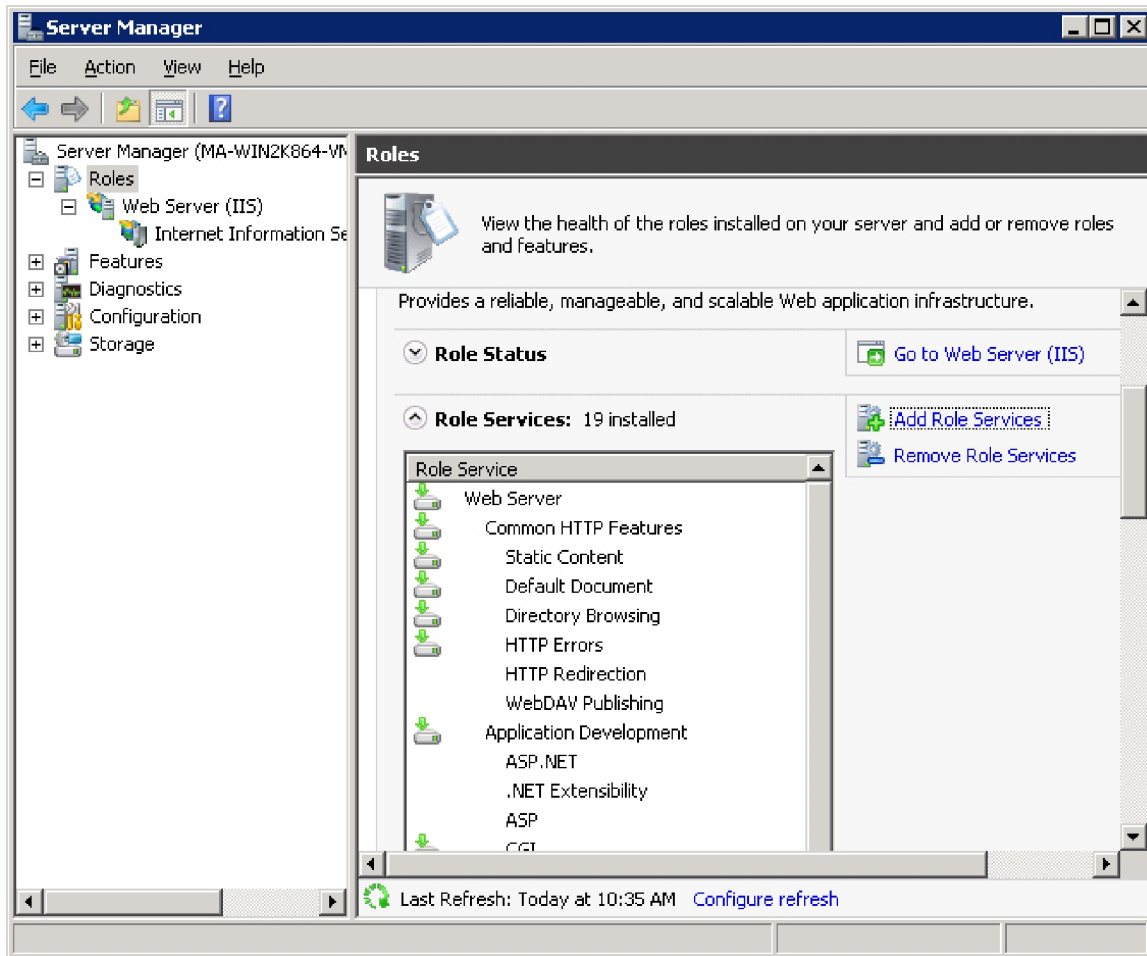 Server Manager
File Action View Help
Server Manager (MA-WIN2K864-VM
Roles
Web Server (IIS)
Internet Information Se
Features
Diagnostics
Configuration
Storage
Roles
View the health of the roles installed on your server and add or remove roles
and features.
Provides a reliable, manageable, and scalable Web application infrastructure.
Role Status
Go to Web Server (IIS)
Role Services: 19 installed
Add Role Services
Remove Role Services
Role Service
Web Server
Common HTTP Features
Static Content
Default Document
Directory Browsing
HTTP Errors
HTTP Redirection
WebDAV Publishing
Application Development
ASP.NET
.NET Extensibility
ASP
CGI
Last Refresh: Today at 10:35 AM Configure refresh